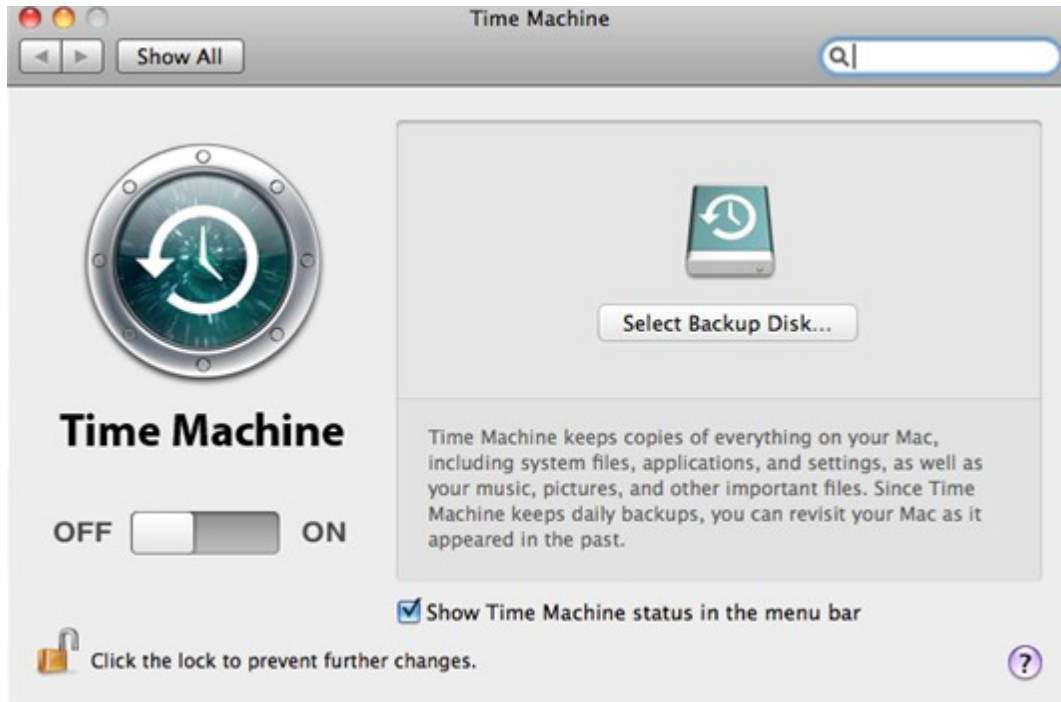 Time Machine
Show All
Select Backup Disk...
Time Machine
Time Machine keeps copies of everything on your Mac,
including system files, applications, and settings, as well as
your music, pictures, and other important files. Since Time
Machine keeps daily backups, you can revisit your Mac as it
appeared in the past.
OFF ON
Show Time Machine status in the menu bar
Click the lock to prevent further changes.
?